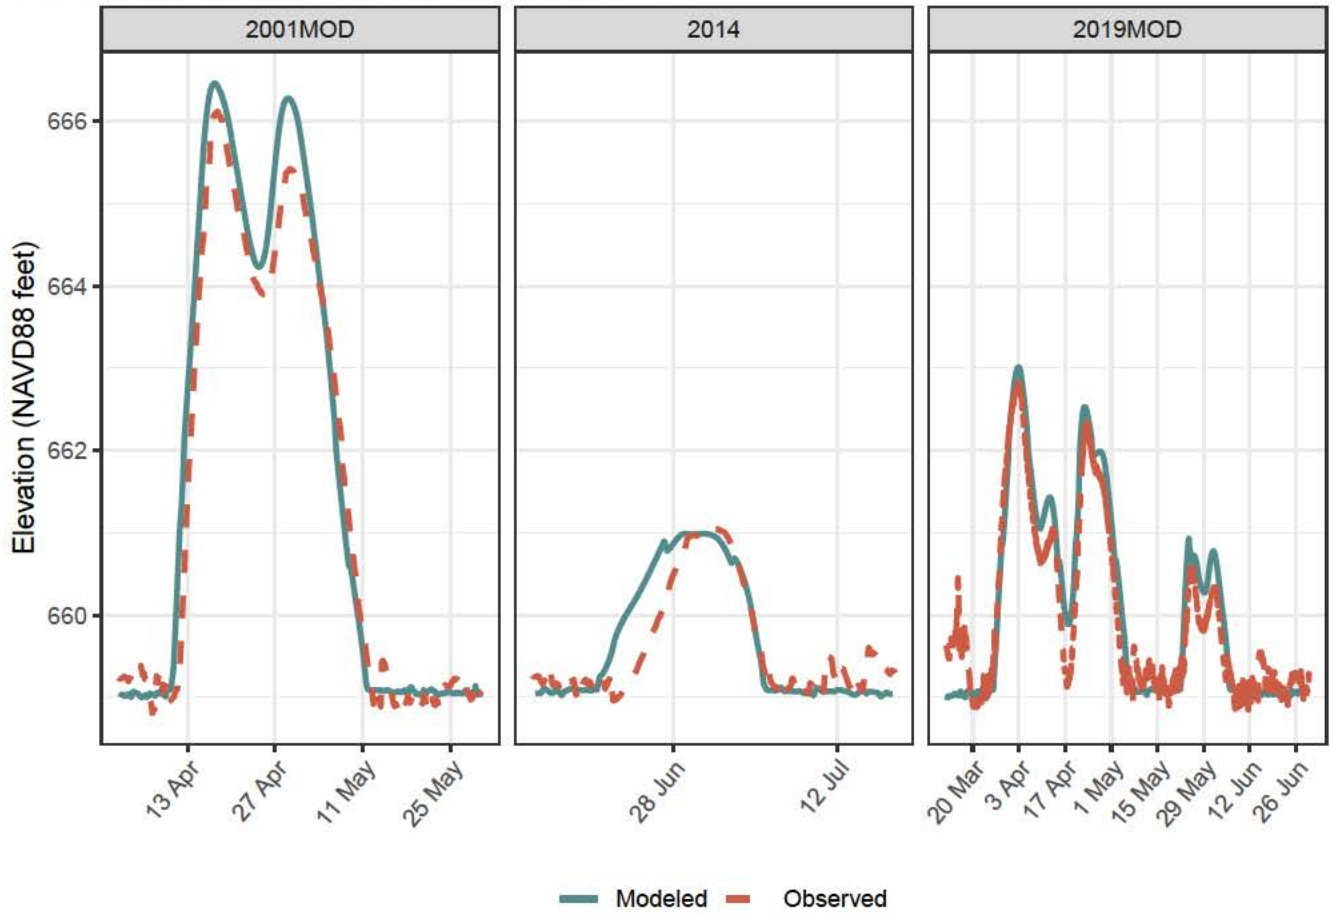 2001MOD 2014 2019MOD
Elevation (NAVD88 feet)
666
664
662
660
13 Apr 27 Apr 11 May 25 May 28 Jun 12 Jul 20 Mar 3 Apr 17 Apr 1 May 15 May 29 May 12 Jun 26 Jun
Modeled Observed